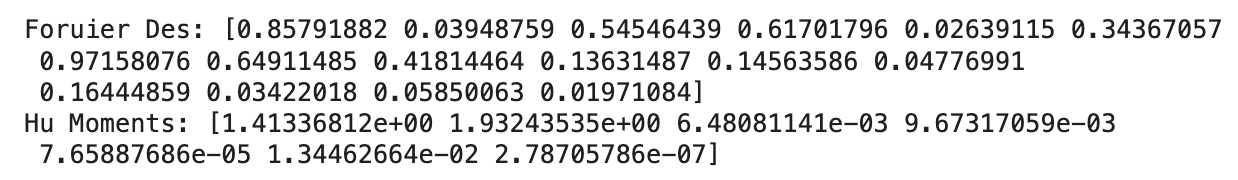 Foruier Des: [0.85791882 0.03948759 0.54546439 0.61701796 0.02639115 0.34367057
0.97158076 0.64911485 0.41814464 0.13631487 0.14563586 0.04776991
0.16444859 0.03422018 0.05850063 0.01971084]
Hu Moments: [1.41336812e+00 1.93243535e+00 6.48081141e-03 9.67317059e-03
7.65887686e-05 1.34462664e-02 2.78705786e-07]